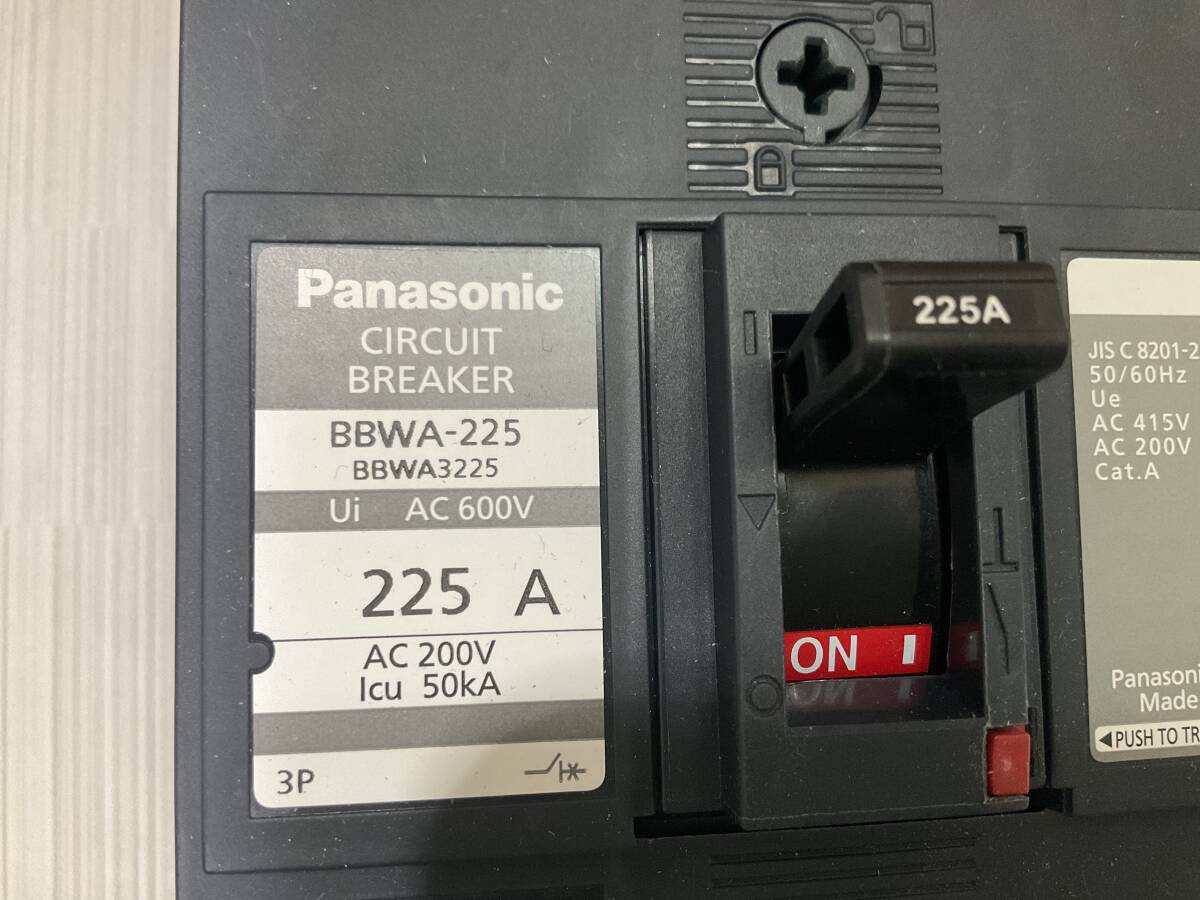 Panasonic
CIRCUIT
BREAKER
BBWA-225
BBWA3225
Ui AC 600V
225 A
AC 200V
Icu 50kA
3P
225A
ON I
JIS C 8201-2
50/60Hz
Ue
AC 415V
AC 200V
Cat.A
Panasoni
Made
◀PUSH TO TR